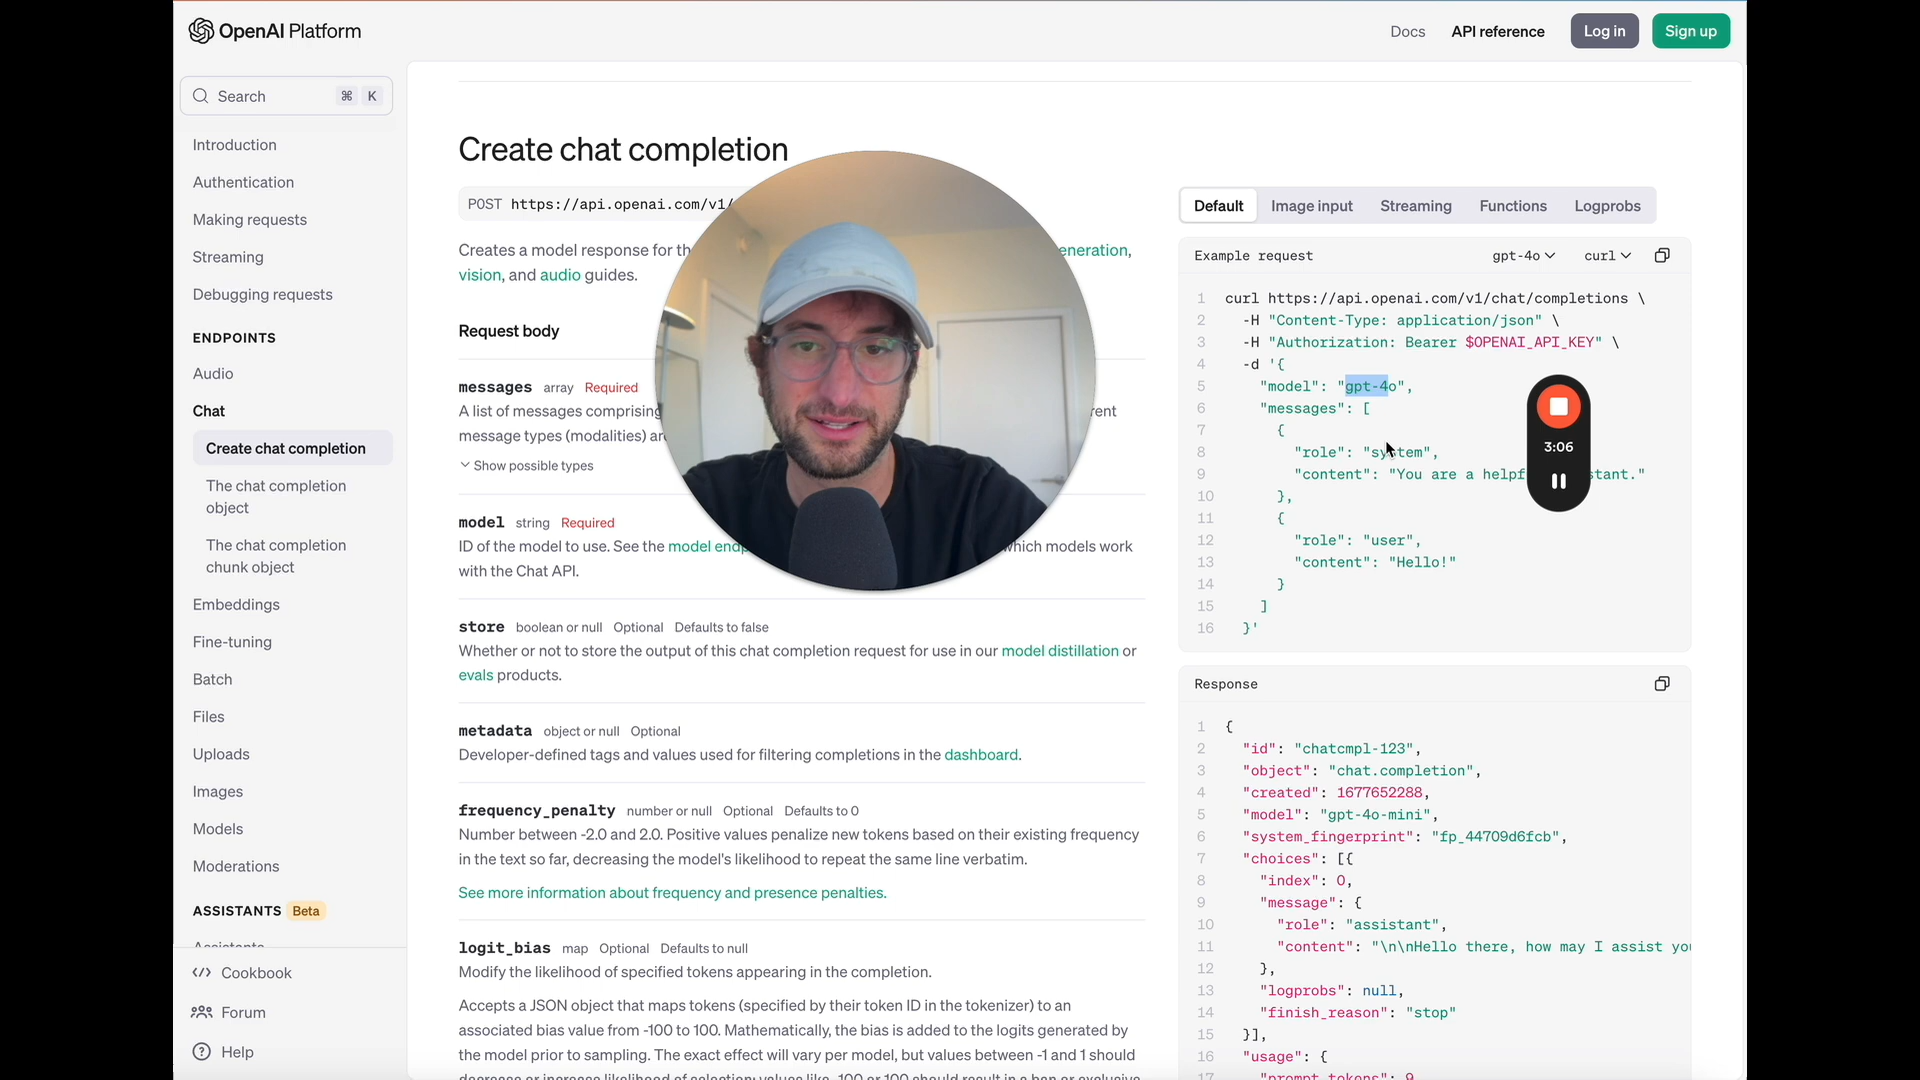 OpenAI Platform
Docs
API reference
Log in
Sign up
Search
⌘ K
Introduction
Authentication
Making requests
Streaming
Debugging requests
ENDPOINTS
Audio
Chat
Create chat completion
The chat completion
object
The chat completion
chunk object
Embeddings
Fine-tuning
Batch
Files
Uploads
Images
Models
Moderations
ASSISTANTS Beta
Assistants
Cookbook
Forum
Help
Create chat completion
POST https://api.openai.com/v1/
Creates a model response for th
eneration,
vision, and audio guides.
Request body
messages array Required
A list of messages comprising
rent
message types (modalities)
Show possible types
model string Required
ID of the model to use. See the model
which models work
with the Chat API.
store boolean or null Optional Defaults to false
Whether or not to store the output of this chat completion request for use in our model distillation or
evals products.
metadata object or null Optional
Developer-defined tags and values used for filtering completions in the dashboard.
frequency_penalty number or null Optional Defaults to 0
Number between -2.0 and 2.0. Positive values penalize new tokens based on their existing frequency
in the text so far, decreasing the model's likelihood to repeat the same line verbatim.
See more information about frequency and presence penalties.
logit_bias map Optional Defaults to null
Modify the likelihood of specified tokens appearing in the completion.
Accepts a JSON object that maps tokens (specified by their token ID in the tokenizer) to an
associated bias value from -100 to 100. Mathematically, the bias is added to the logits generated by
the model prior to sampling. The exact effect will vary per model, but values between -1 and 1 should
Default Image input Streaming Functions Logprobs
Example request gpt-4o curl
1 curl https://api.openai.com/v1/chat/completions \
2 -H "Content-Type: application/json" \
3 -H "Authorization: Bearer $OPENAI_API_KEY" \
4 -d '{
5 "model": "gpt-4o",
6 "messages": [
7 {
8 "role": "system",
9 "content": "You are a helpf stant."
10 },
11 {
12 "role": "user",
13 "content": "Hello!"
14 }
15 ]
16 }'
3:06
Response
1 {
2 "id": "chatcmpl-123",
3 "object": "chat.completion",
4 "created": 1677652288,
5 "model": "gpt-4o-mini",
6 "system_fingerprint": "fp_44709d6fcb",
7 "choices": [{
8 "index": 0,
9 "message": {
10 "role": "assistant",
11 "content": "\n\nHello there, how may I assist you
12 },
13 "logprobs": null,
14 "finish_reason": "stop"
15 }],
16 "usage": {
17 "prompt_tokens": 9,